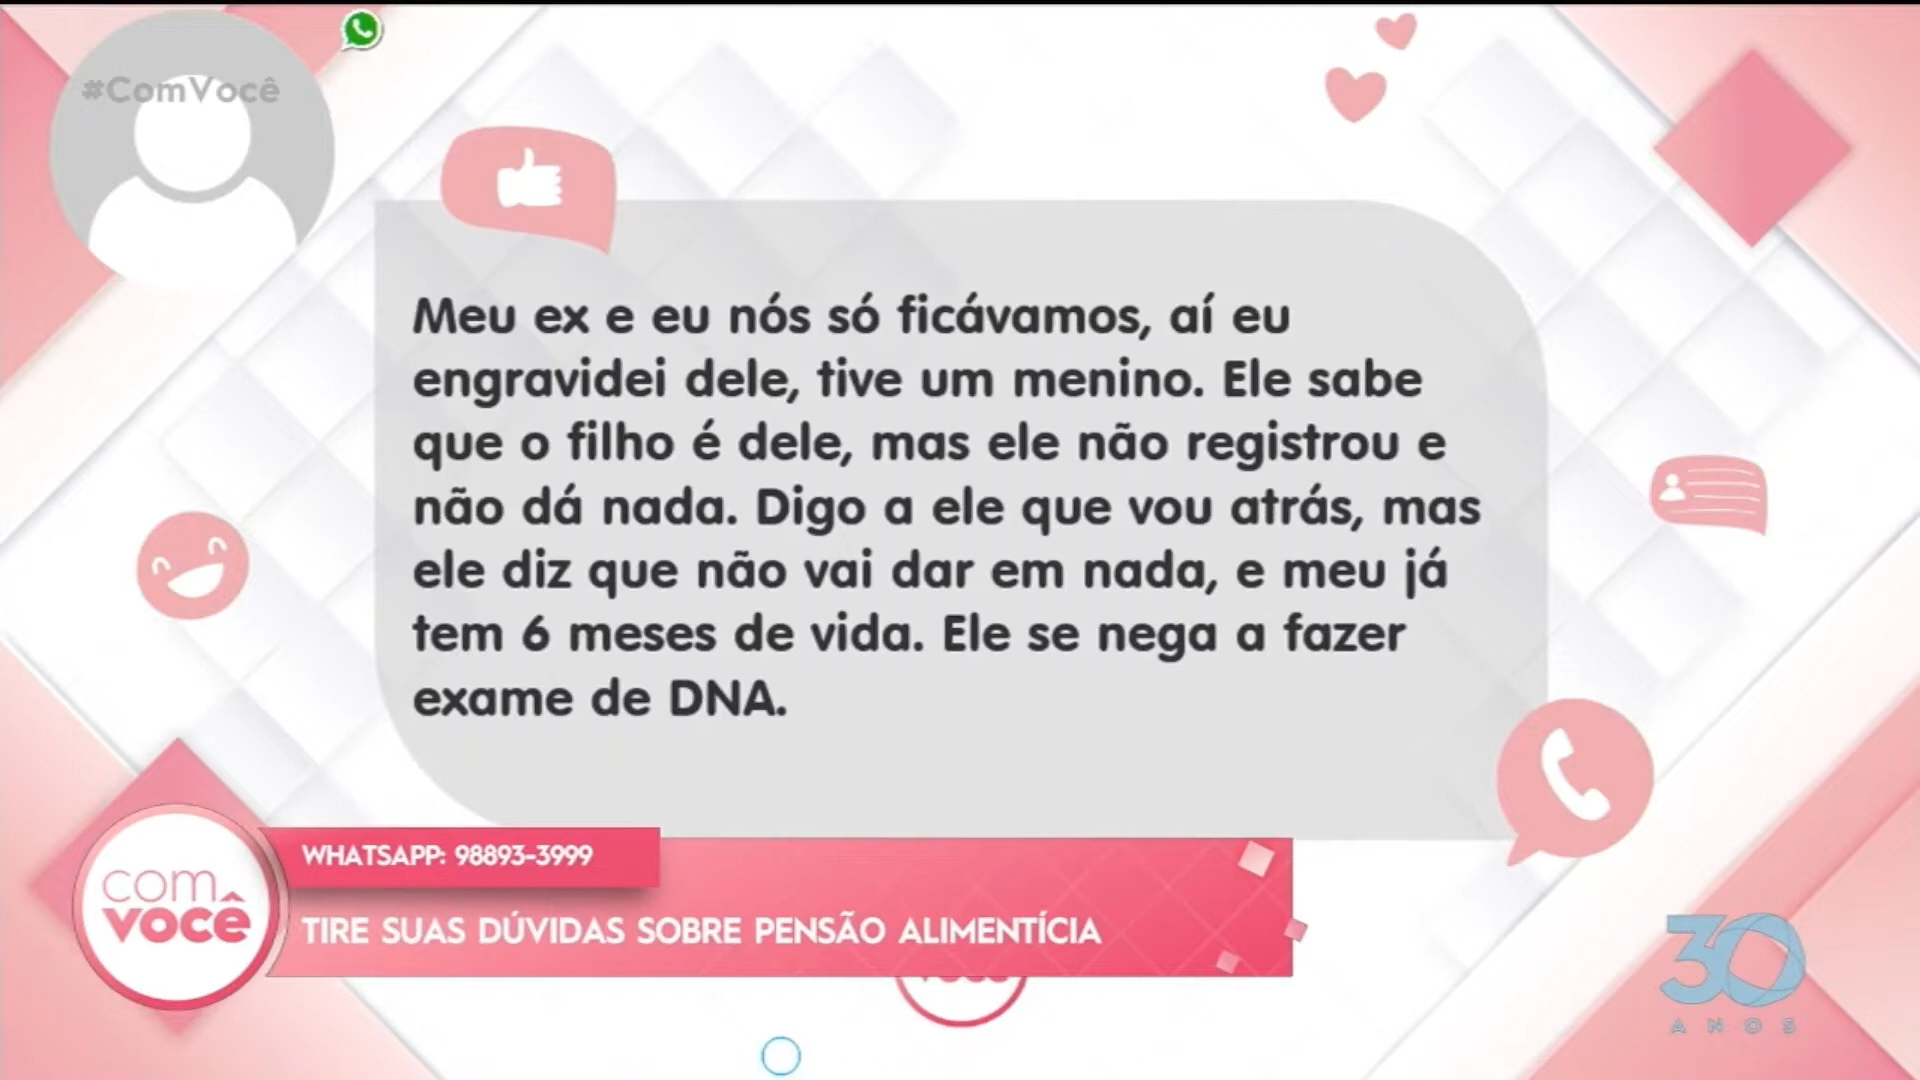 #ComVocê
Meu ex e eu nós só ficávamos, aí eu
engravidei dele, tive um menino. Ele sabe
que o filho é dele, mas ele não registrou e
não dá nada. Digo a ele que vou atrás, mas
ele diz que não vai dar em nada, e meu já
tem 6 meses de vida. Ele se nega a fazer
exame de DNA.
WHATSAPP: 98893-3999
com
você
TIRE SUAS DÚVIDAS SOBRE PENSÃO ALIMENTÍCIA
30
ANOS